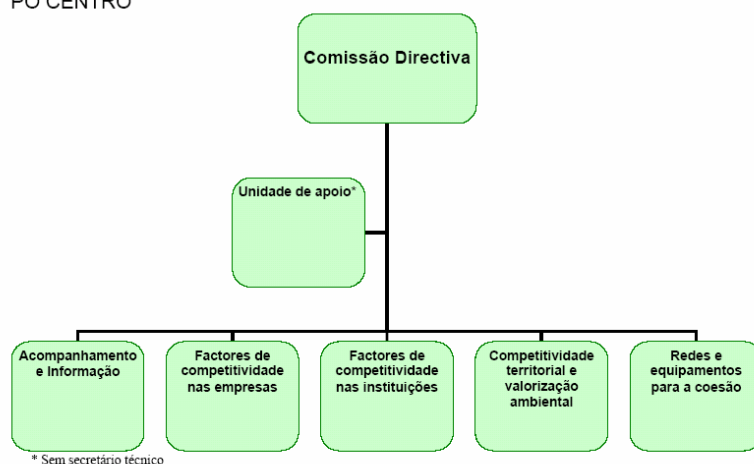 PO CENTRO
Comissão Directiva
Unidade de apoio*
Acompanhamento
e Informação
Factores de
competitividade
nas empresas
Factores de
competitividade
nas instituições
Competitividade
territorial e
valorização
ambiental
Redes e
equipamentos
para a coesão
* Sem secretário técnico